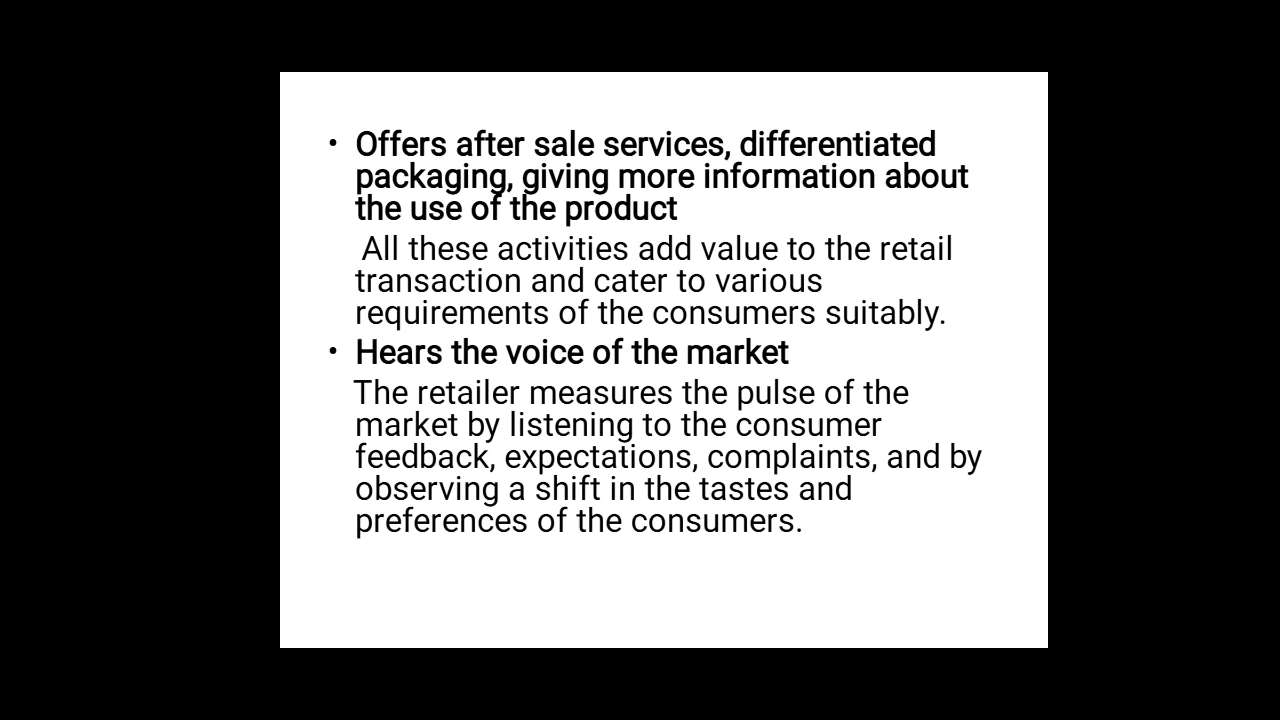 • Offers after sale services, differentiated
packaging, giving more information about
the use of the product
All these activities add value to the retail
transaction and cater to various
requirements of the consumers suitably.
• Hears the voice of the market
The retailer measures the pulse of the
market by listening to the consumer
feedback, expectations, complaints, and by
observing a shift in the tastes and
preferences of the consumers.